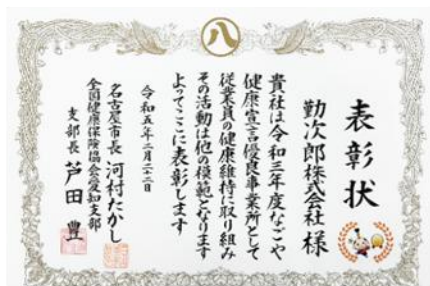 八
表彰状
勤次郎株式会社 様
貴社は令和三年度なごや
健康宣言優良事業所として
従業員の健康維持に取り組み
その活動は他の模範となります
よってここに表彰します
令和五年二月二十二日
名古屋市長 河村たかし
全国健康保険協会愛知支部
支部長 芦田 豊